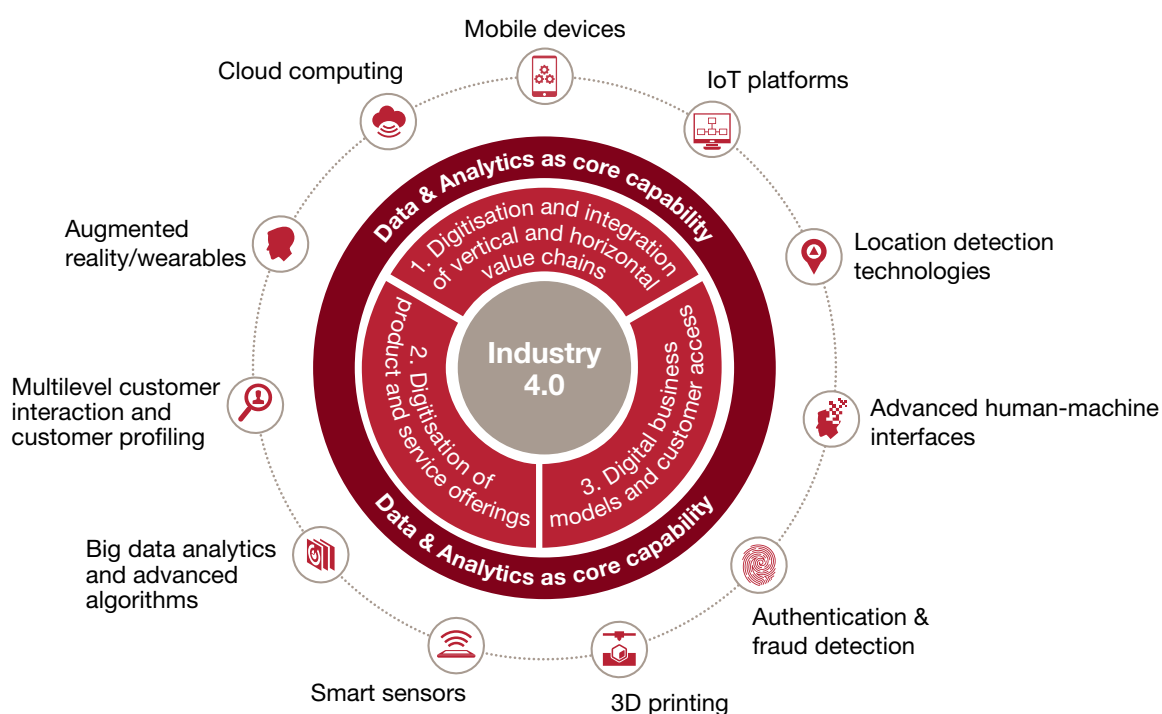 Mobile devices
Cloud computing
IoT platforms
Augmented
reality/wearables
Location detection
technologies
Multilevel customer
interaction and
customer profiling
Advanced human-machine
interfaces
Big data analytics
and advanced
algorithms
Authentication &
fraud detection
Smart sensors
3D printing
Data & Analytics as core capability
1. Digitisation and integration
of vertical and horizontal
value chains
2. Digitisation of
product and service offerings
3. Digital business
models and customer access
Industry
4.0
Data & Analytics as core capability